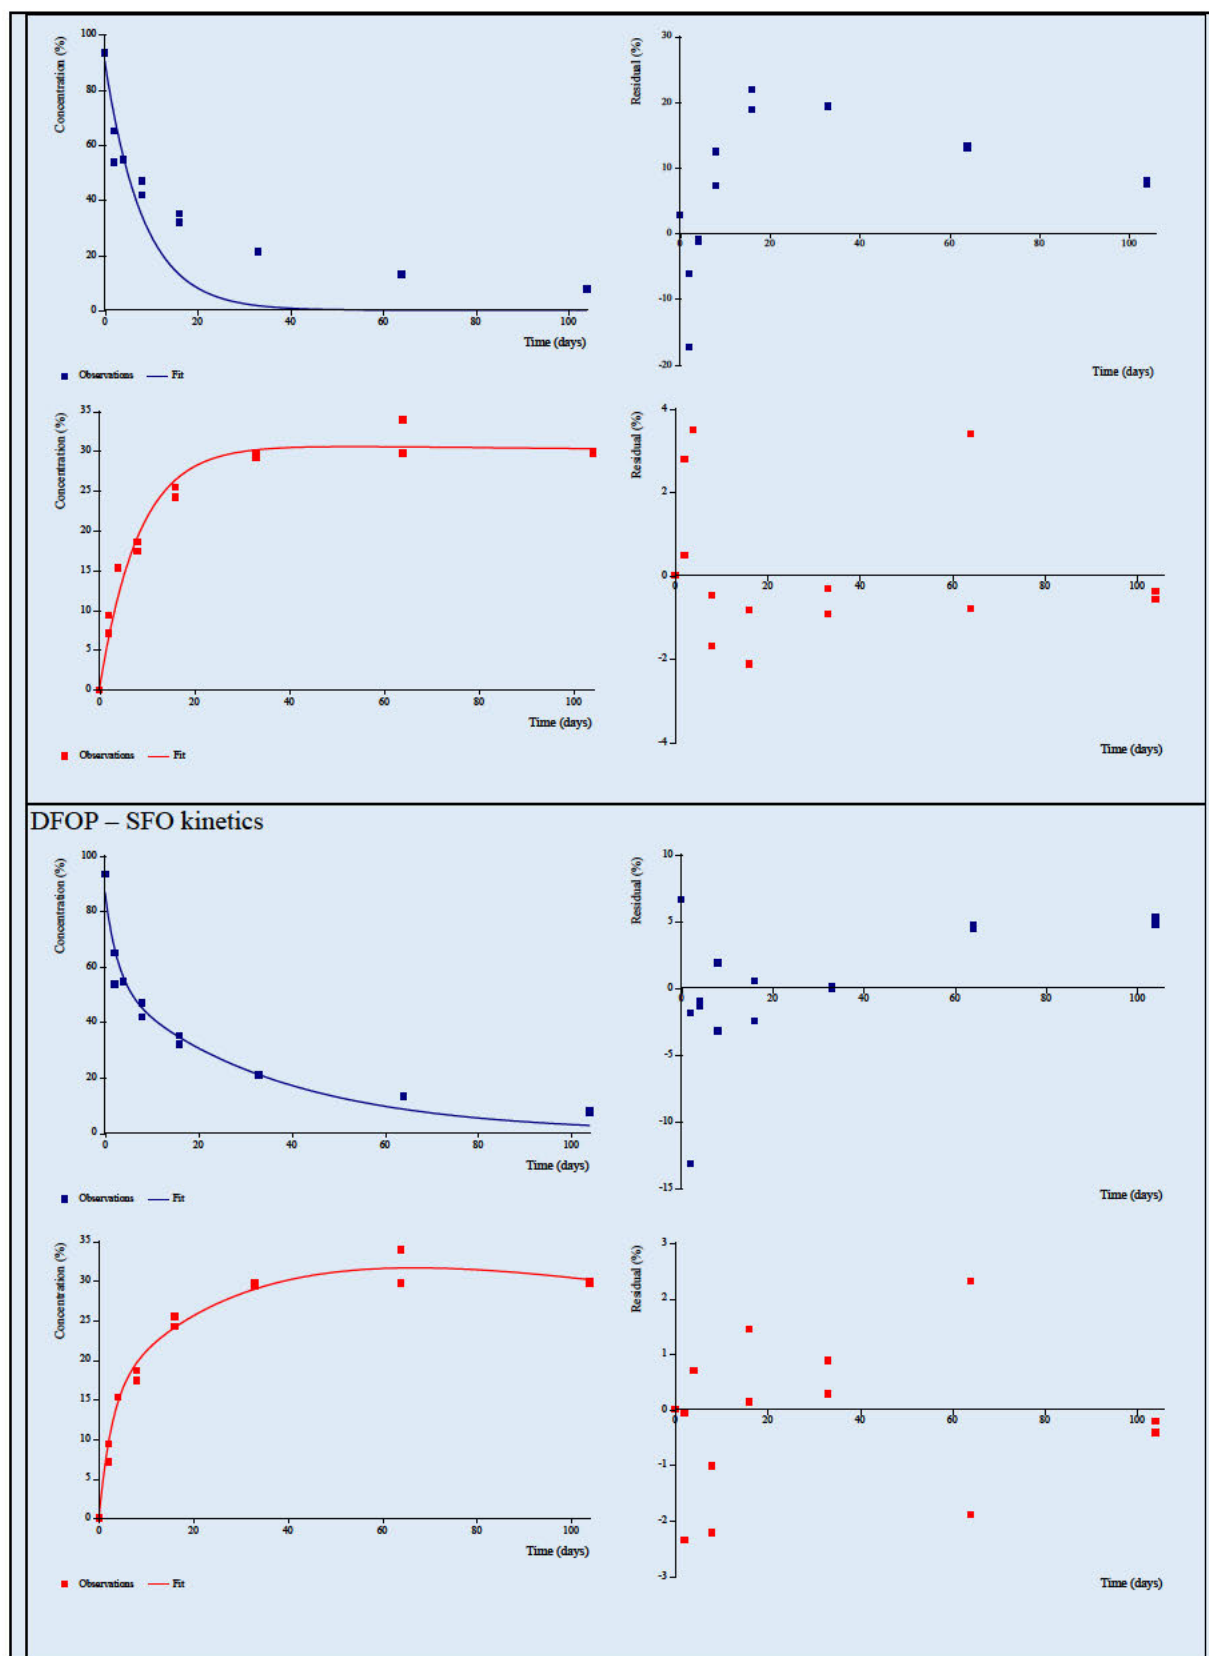 Concentration (%)
100
80
60
40
20
0
0 20 40 60 80 100
Time (days)
Observations Fit
Residual (%)
30
20
10
0
-10
-20
0 20 40 60 80 100
Time (days)
Concentration (%)
35
30
25
20
15
10
5
0
0 20 40 60 80 100
Time (days)
Observations Fit
Residual (%)
4
2
0
-2
-4
0 20 40 60 80 100
Time (days)
DFOP – SFO kinetics
Concentration (%)
100
80
60
40
20
0
0 20 40 60 80 100
Time (days)
Observations Fit
Residual (%)
10
5
0
-5
-10
-15
0 20 40 60 80 100
Time (days)
Concentration (%)
35
30
25
20
15
10
5
0
0 20 40 60 80 100
Time (days)
Observations Fit
Residual (%)
3
2
1
0
-1
-2
-3
0 20 40 60 80 100
Time (days)